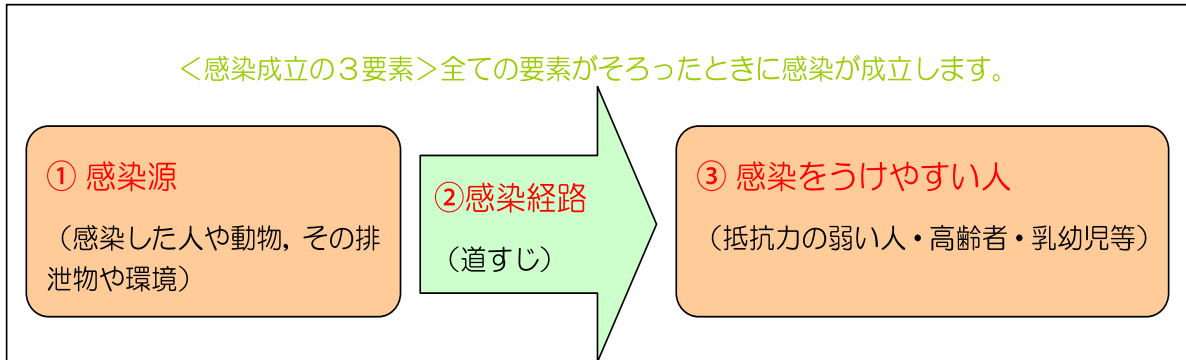 ＜感染成立の３要素＞全ての要素がそろったときに感染が成立します。
① 感染源
（感染した人や動物，その排
泄物や環境）
②感染経路
（道すじ）
③ 感染をうけやすい人
（抵抗力の弱い人・高齢者・乳幼児等）